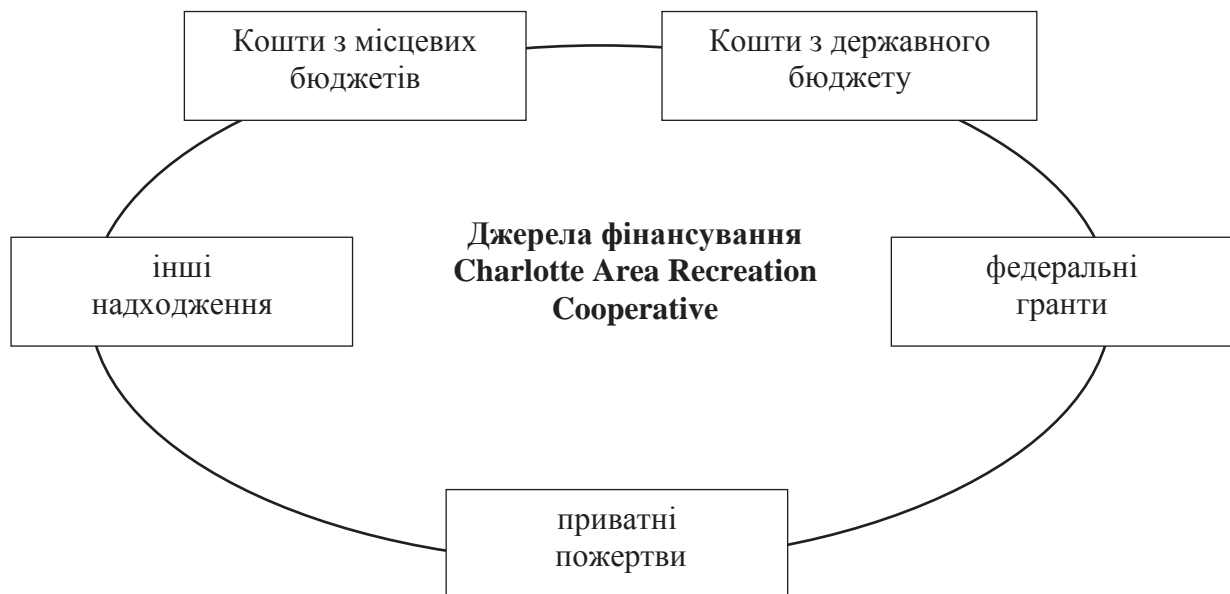 Кошти з місцевих
бюджетів
Кошти з державного
бюджету
Джерела фінансування
Charlotte Area Recreation
Cooperative
інші
надходження
федеральні
гранти
приватні
пожертви